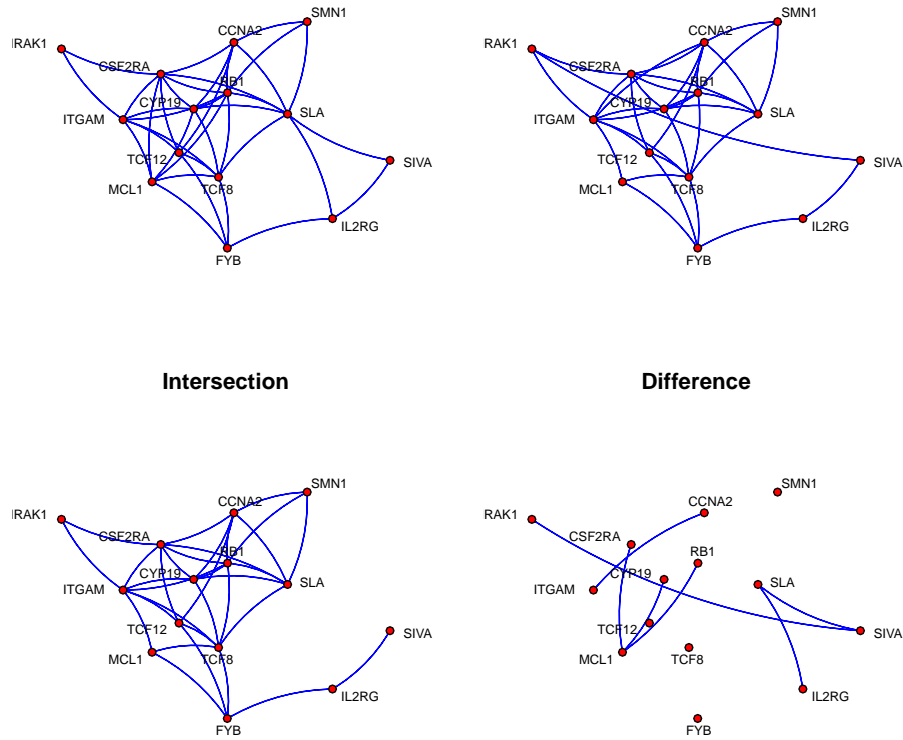 SMN1
CCNA2
IRAK1
CSF2RA
RB1
CYP19
SLA
ITGAM
TCF12
SIVA
MCL1
TCF8
IL2RG
FYB
SMN1
CCNA2
RAK1
CSF2RA
RB1
CYP19
SLA
ITGAM
TCF12
SIVA
MCL1
TCF8
IL2RG
FYB
Intersection
Difference
SMN1
CCNA2
IRAK1
CSF2RA
RB1
CYP19
SLA
ITGAM
TCF12
SIVA
MCL1
TCF8
IL2RG
FYB
SMN1
CCNA2
RAK1
CSF2RA
RB1
CYP19
SLA
ITGAM
TCF12
SIVA
MCL1
TCF8
IL2RG
FYB